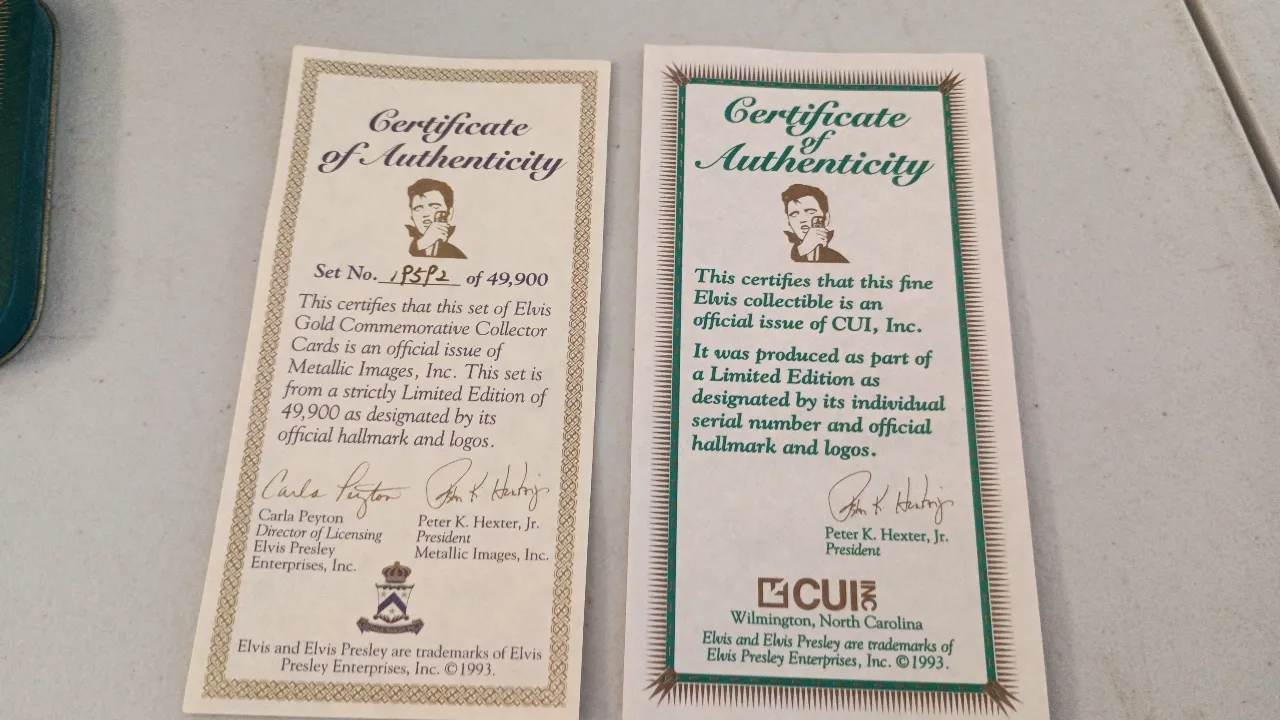 Certificate
of Authenticity
Set No. 19592 of 49,900
This certifies that this set of Elvis
Gold Commemorative Collector
Cards is an official issue of
Metallic Images, Inc. This set is
from a strictly Limited Edition of
49,900 as designated by its
official hallmark and logos.
Carla Peyton
Carla Peyton
Director of Licensing
Elvis Presley
Enterprises, Inc.
Peter K. Hexter, Jr.
President
Metallic Images, Inc.
Elvis and Elvis Presley are trademarks of Elvis
Presley Enterprises, Inc. ©1993.
Certificate
of
Authenticity
This certifies that this fine
Elvis collectible is an
official issue of CUI, Inc.
It was produced as part of
a Limited Edition as
designated by its individual
serial number and official
hallmark and logos.
Peter K. Hexter, Jr.
President
CUI INC
Wilmington, North Carolina
Elvis and Elvis Presley are trademarks of
Elvis Presley Enterprises, Inc. ©1993.